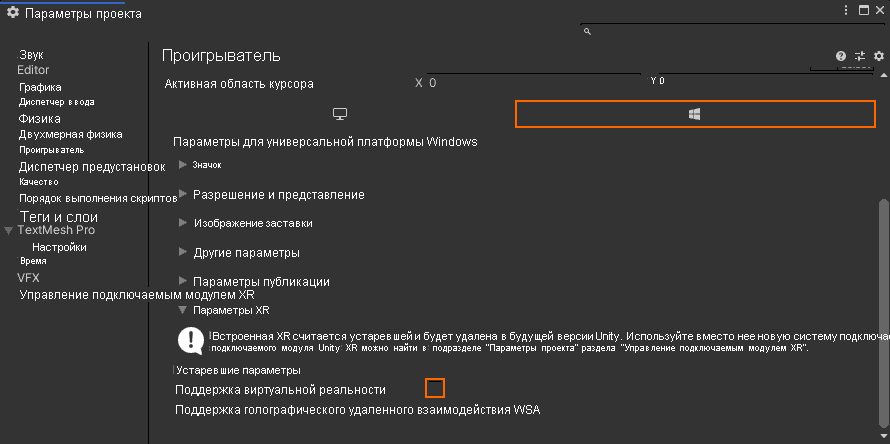 Параметры проекта
Звук
Editor
Графика
Диспетчер ввода
Физика
Двухмерная физика
Проигрыватель
Диспетчер предустановок
Качество
Порядок выполнения скриптов
Теги и слои
TextMesh Pro
Настройки
Время
VFX
Управление подключаемым модулем XR
Проигрыватель
Активная область курсора X 0 Y 0
Параметры для универсальной платформы Windows
Значок
Разрешение и представление
Изображение заставки
Другие параметры
Параметры публикации
Параметры XR
Встроенная XR считается устаревшей и будет удалена в будущей версии Unity. Используйте вместо нее новую систему подключае
подключаемого модуля Unity XR можно найти в подразделе "Параметры проекта" раздела "Управление подключаемым модулем XR".
Устаревшие параметры
Поддержка виртуальной реальности
Поддержка голографического удаленного взаимодействия WSA